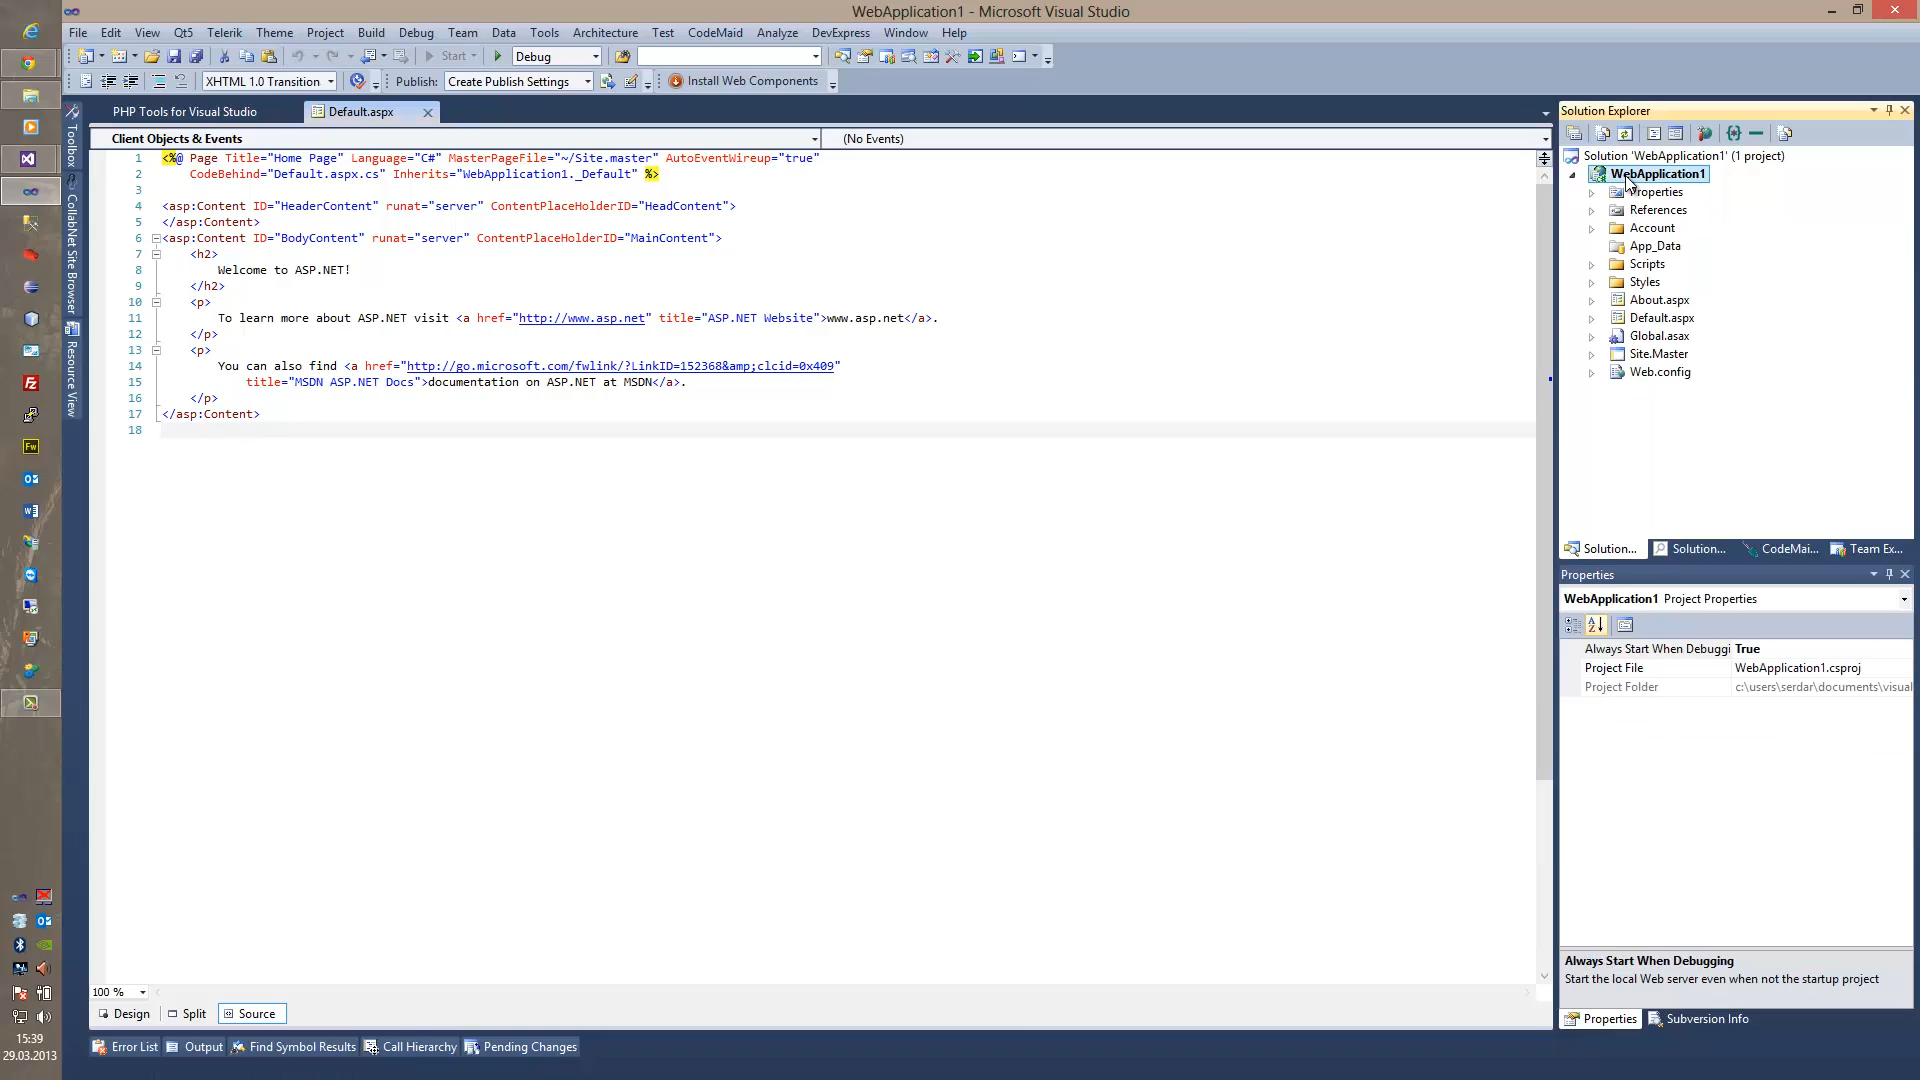 WebApplication1 - Microsoft Visual Studio
File Edit View Qt5 Telerik Theme Project Build Debug Team Data Tools Architecture Test CodeMaid Analyze DevExpress Window Help
Start Debug
XHTML 1.0 Transition Publish: Create Publish Settings Install Web Components
PHP Tools for Visual Studio Default.aspx
Client Objects & Events (No Events)
1 <%@ Page Title="Home Page" Language="C#" MasterPageFile="~/Site.master" AutoEventWireup="true"
2 CodeBehind="Default.aspx.cs" Inherits="WebApplication1._Default" %>
3
4 <asp:Content ID="HeaderContent" runat="server" ContentPlaceHolderID="HeadContent">
5 </asp:Content>
6 <asp:Content ID="BodyContent" runat="server" ContentPlaceHolderID="MainContent">
7 <h2>
8 Welcome to ASP.NET!
9 </h2>
10 <p>
11 To learn more about ASP.NET visit <a href="http://www.asp.net" title="ASP.NET Website">www.asp.net</a>.
12 </p>
13 <p>
14 You can also find <a href="http://go.microsoft.com/fwlink/?LinkID=152368&amp;clcid=0x409"
15 title="MSDN ASP.NET Docs">documentation on ASP.NET at MSDN</a>.
16 </p>
17 </asp:Content>
18
100 %
Design Split Source
Error List Output Find Symbol Results Call Hierarchy Pending Changes
Toolbox
CollabNet Site Browser
Resource View
Solution Explorer
Solution 'WebApplication1' (1 project)
WebApplication1
Properties
References
Account
App_Data
Scripts
Styles
About.aspx
Default.aspx
Global.asax
Site.Master
Web.config
Solution... Solution... CodeMai... Team Ex...
Properties
WebApplication1 Project Properties
Always Start When Debuggi True
Project File WebApplication1.csproj
Project Folder c:\users\serdar\documents\visual
Always Start When Debugging
Start the local Web server even when not the startup project
Properties Subversion Info
Fz
Fw
15:39
29.03.2013